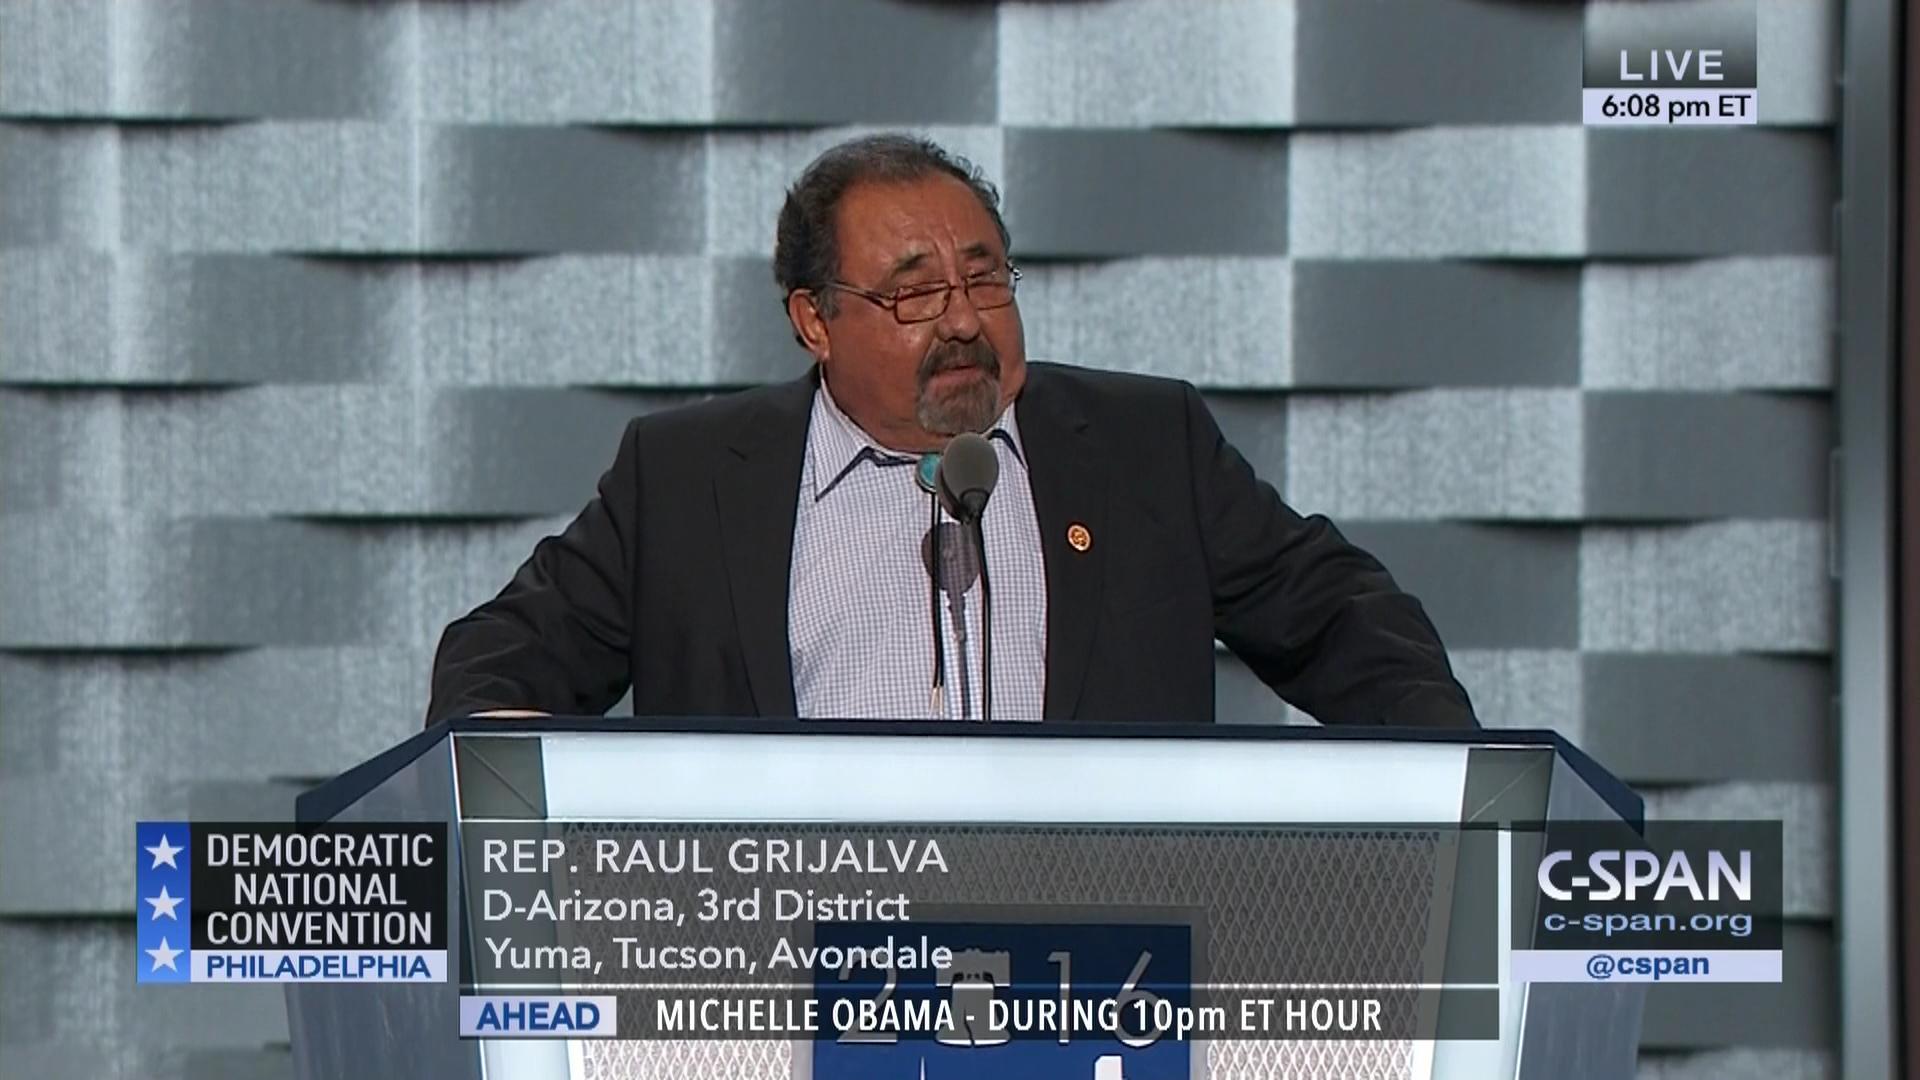 LIVE
6:08 pm ET
DEMOCRATIC
NATIONAL
CONVENTION
PHILADELPHIA
REP. RAUL GRIJALVA
D-Arizona, 3rd District
Yuma, Tucson, Avondale
AHEAD MICHELLE OBAMA - DURING 10pm ET HOUR
C-SPAN
c-span.org
@cspan
2016